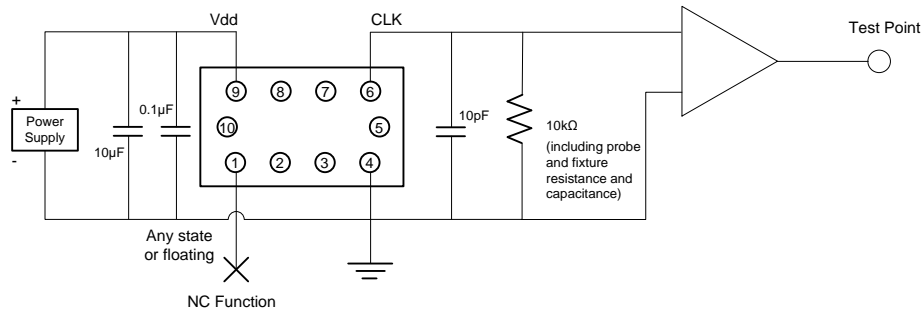 Vdd
CLK
Test Point
+
Power
Supply
-
10µF
0.1µF
9
8
7
6
10
5
1
2
3
4
10pF
10kΩ
(including probe
and fixture
resistance and
capacitance)
Any state
or floating
NC Function